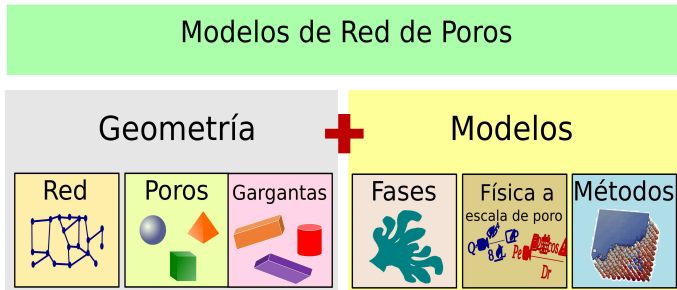 Modelos de Red de Poros
Geometría
Modelos
Red
Poros
Gargantas
Fases
Física a
escala de poro
Métodos